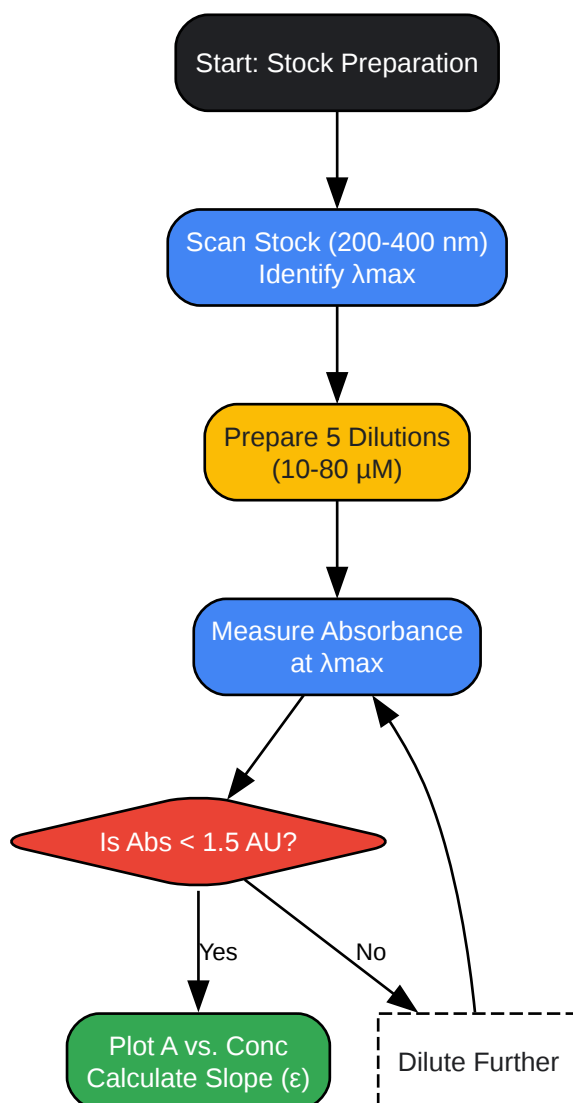 Start: Stock Preparation
Scan Stock (200-400 nm)
Identify λmax
Prepare 5 Dilutions
(10-80 µM)
Measure Absorbance
at λmax
Is Abs < 1.5 AU?
Yes
No
Plot A vs. Conc
Calculate Slope (ε)
Dilute Further